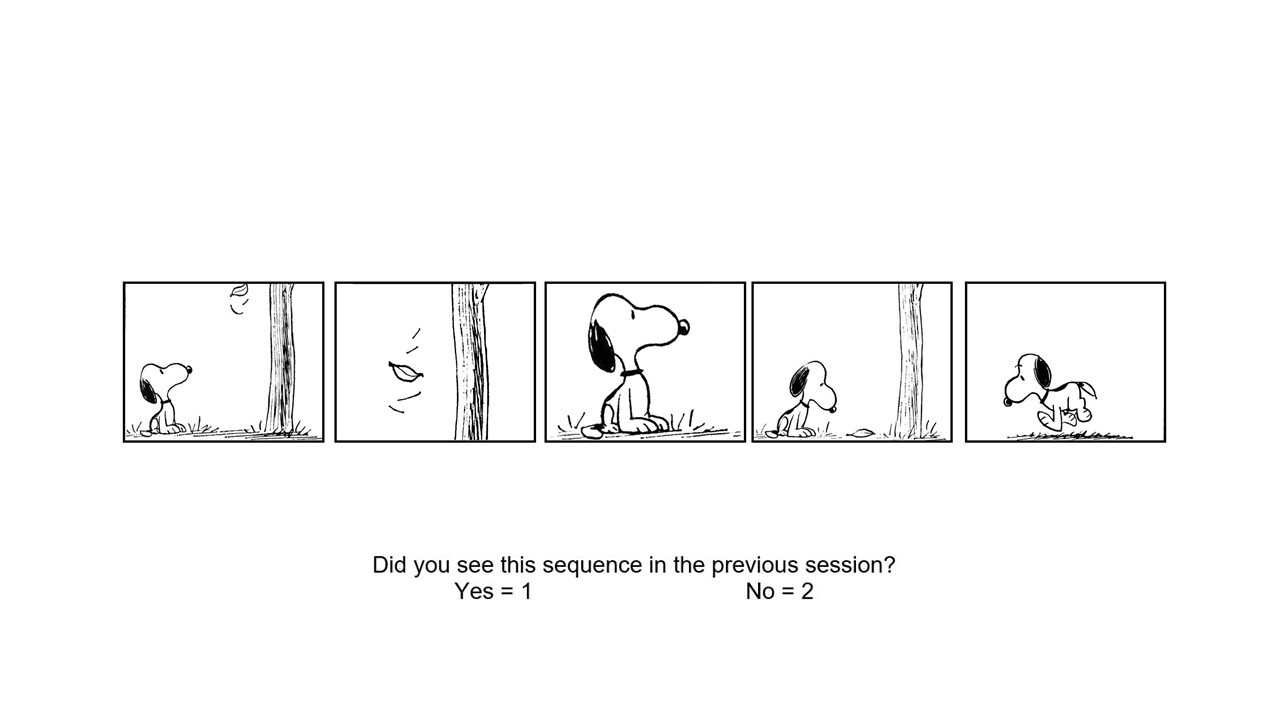 Did you see this sequence in the previous session?
Yes = 1 No = 2